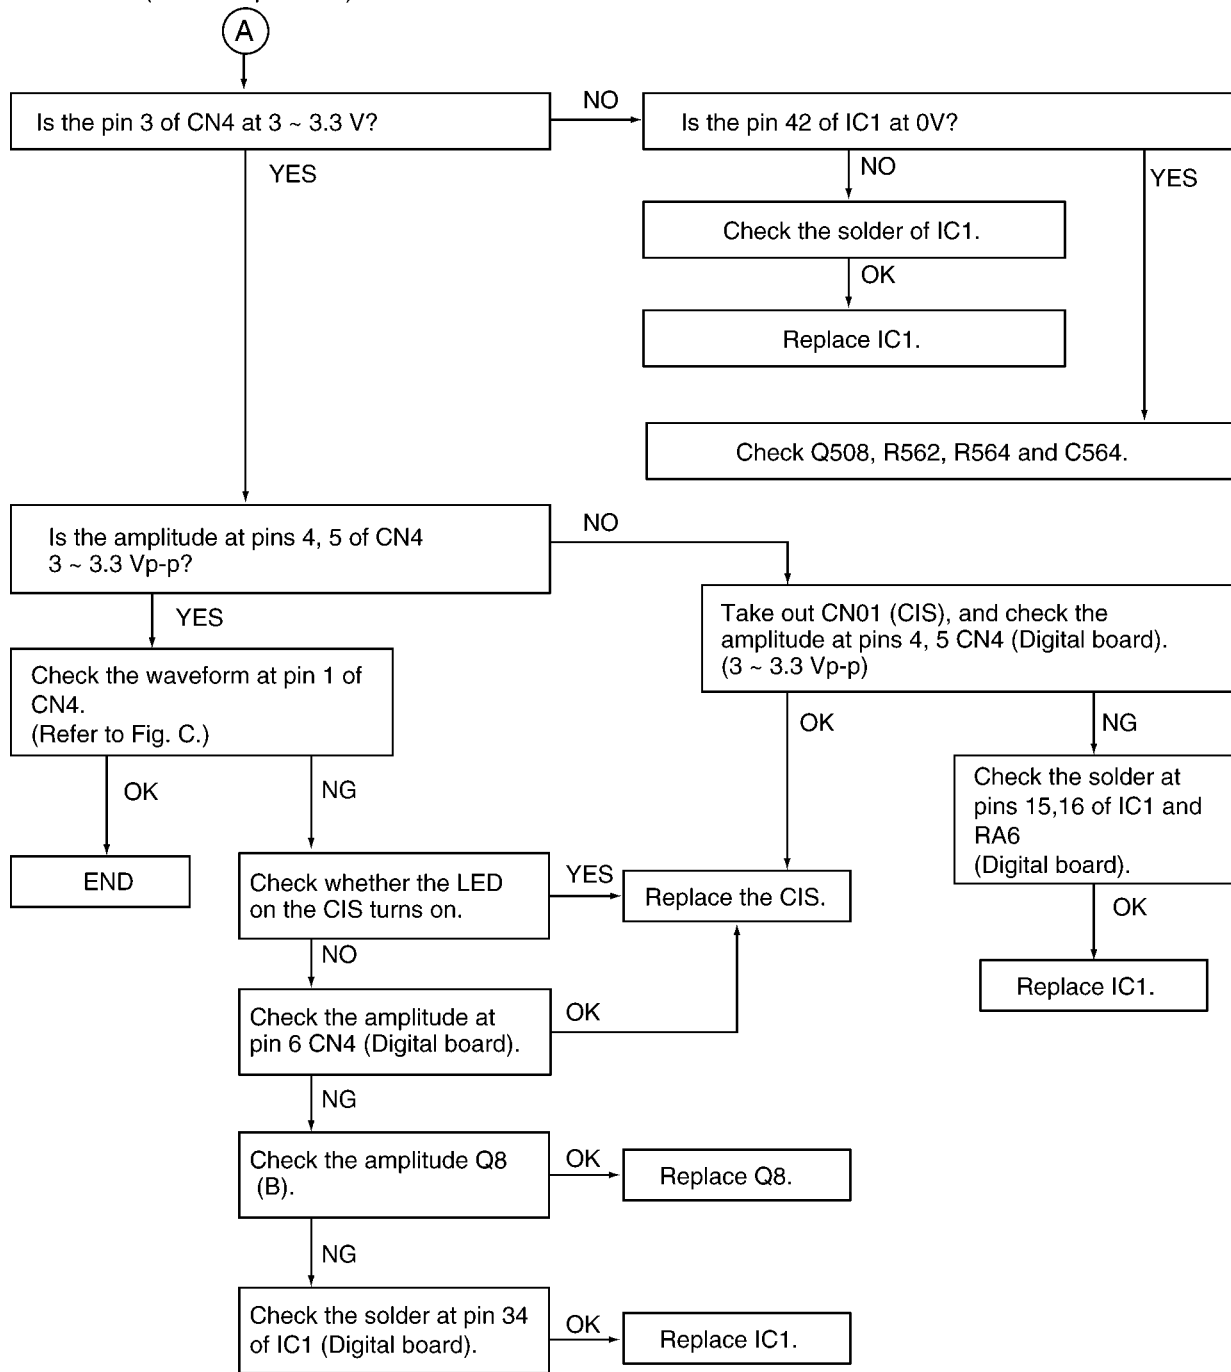 A
Is the pin 3 of CN4 at 3 ~ 3.3 V?
NO
Is the pin 42 of IC1 at 0V?
YES
NO
YES
Check the solder of IC1.
OK
Replace IC1.
Check Q508, R562, R564 and C564.
Is the amplitude at pins 4, 5 of CN4
3 ~ 3.3 Vp-p?
NO
YES
Take out CN01 (CIS), and check the
amplitude at pins 4, 5 CN4 (Digital board).
(3 ~ 3.3 Vp-p)
Check the waveform at pin 1 of
CN4.
(Refer to Fig. C.)
OK
NG
OK
NG
Check the solder at
pins 15,16 of IC1 and
RA6
(Digital board).
END
Check whether the LED
on the CIS turns on.
YES
Replace the CIS.
OK
NO
Replace IC1.
Check the amplitude at
pin 6 CN4 (Digital board).
OK
NG
Check the amplitude Q8
(B).
OK
Replace Q8.
NG
Check the solder at pin 34
of IC1 (Digital board).
OK
Replace IC1.